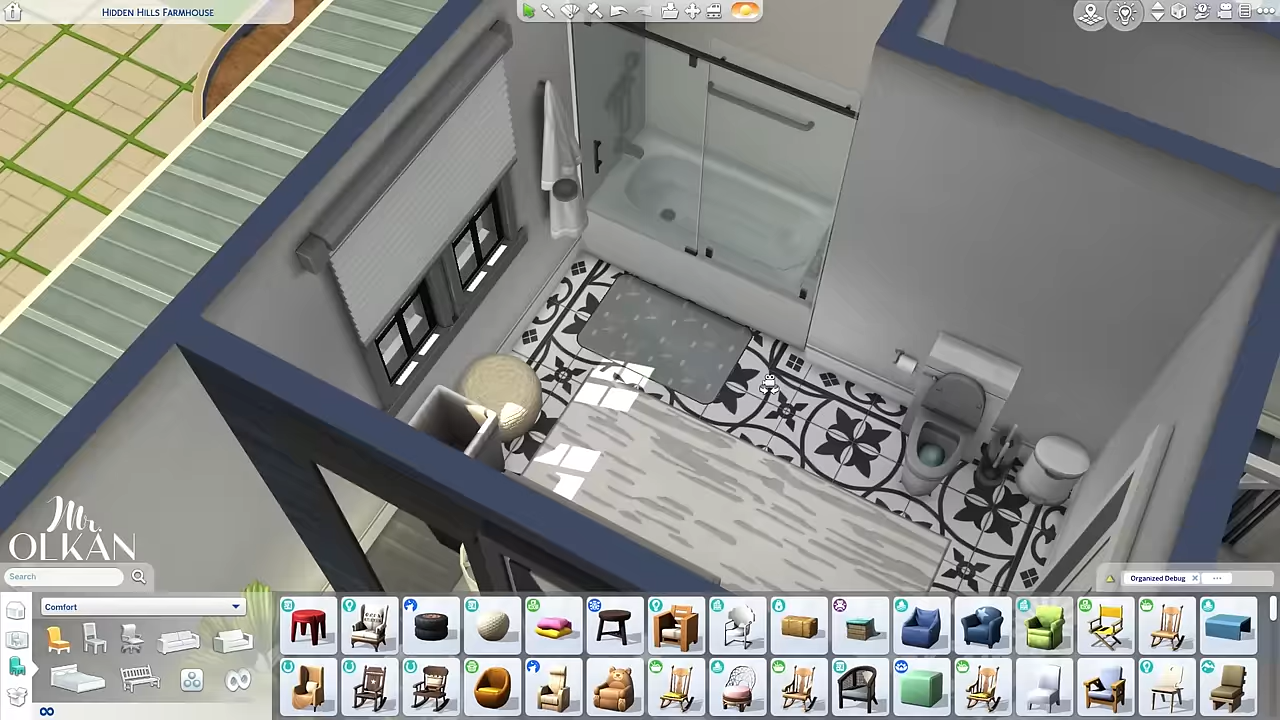 HIDDEN HILLS FARMHOUSE
Mr.
OLKAN
Search
Organized Debug
Comfort